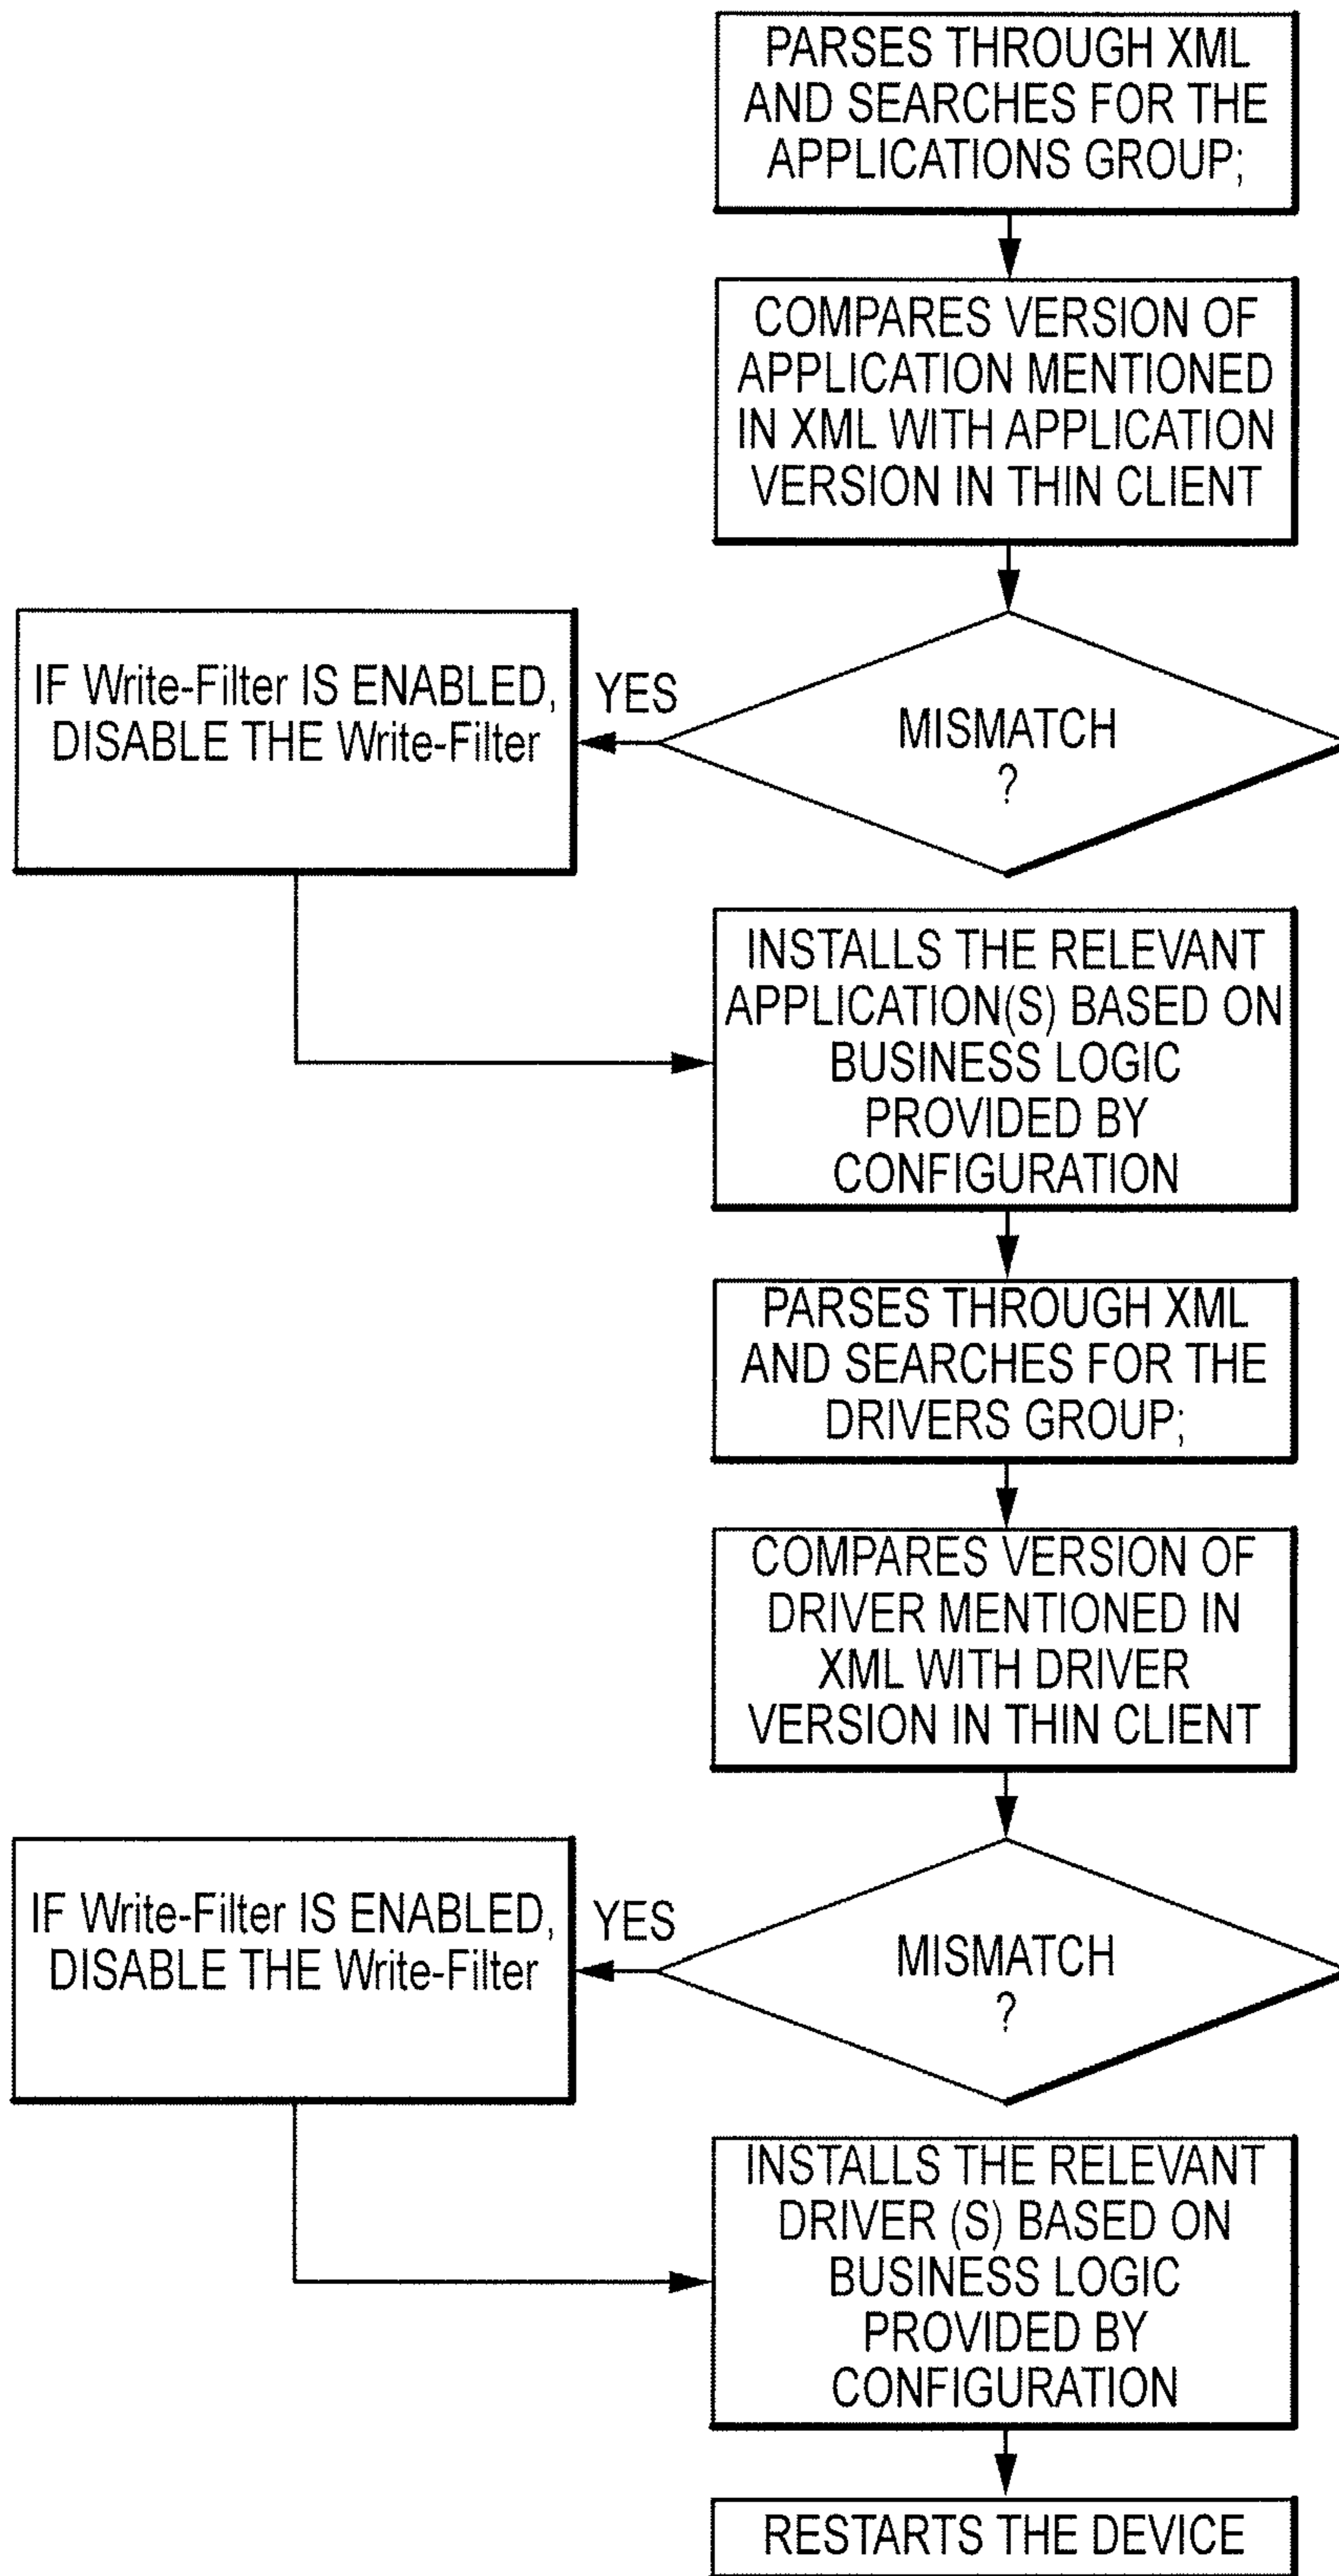 PARSES THROUGH XML
AND SEARCHES FOR THE
APPLICATIONS GROUP;
COMPARES VERSION OF
APPLICATION MENTIONED
IN XML WITH APPLICATION
VERSION IN THIN CLIENT
MISMATCH
?
YES
IF Write-Filter IS ENABLED,
DISABLE THE Write-Filter
INSTALLS THE RELEVANT
APPLICATION(S) BASED ON
BUSINESS LOGIC
PROVIDED BY
CONFIGURATION
PARSES THROUGH XML
AND SEARCHES FOR THE
DRIVERS GROUP;
COMPARES VERSION OF
DRIVER MENTIONED IN
XML WITH DRIVER
VERSION IN THIN CLIENT
MISMATCH
?
YES
IF Write-Filter IS ENABLED,
DISABLE THE Write-Filter
INSTALLS THE RELEVANT
DRIVER (S) BASED ON
BUSINESS LOGIC
PROVIDED BY
CONFIGURATION
RESTARTS THE DEVICE